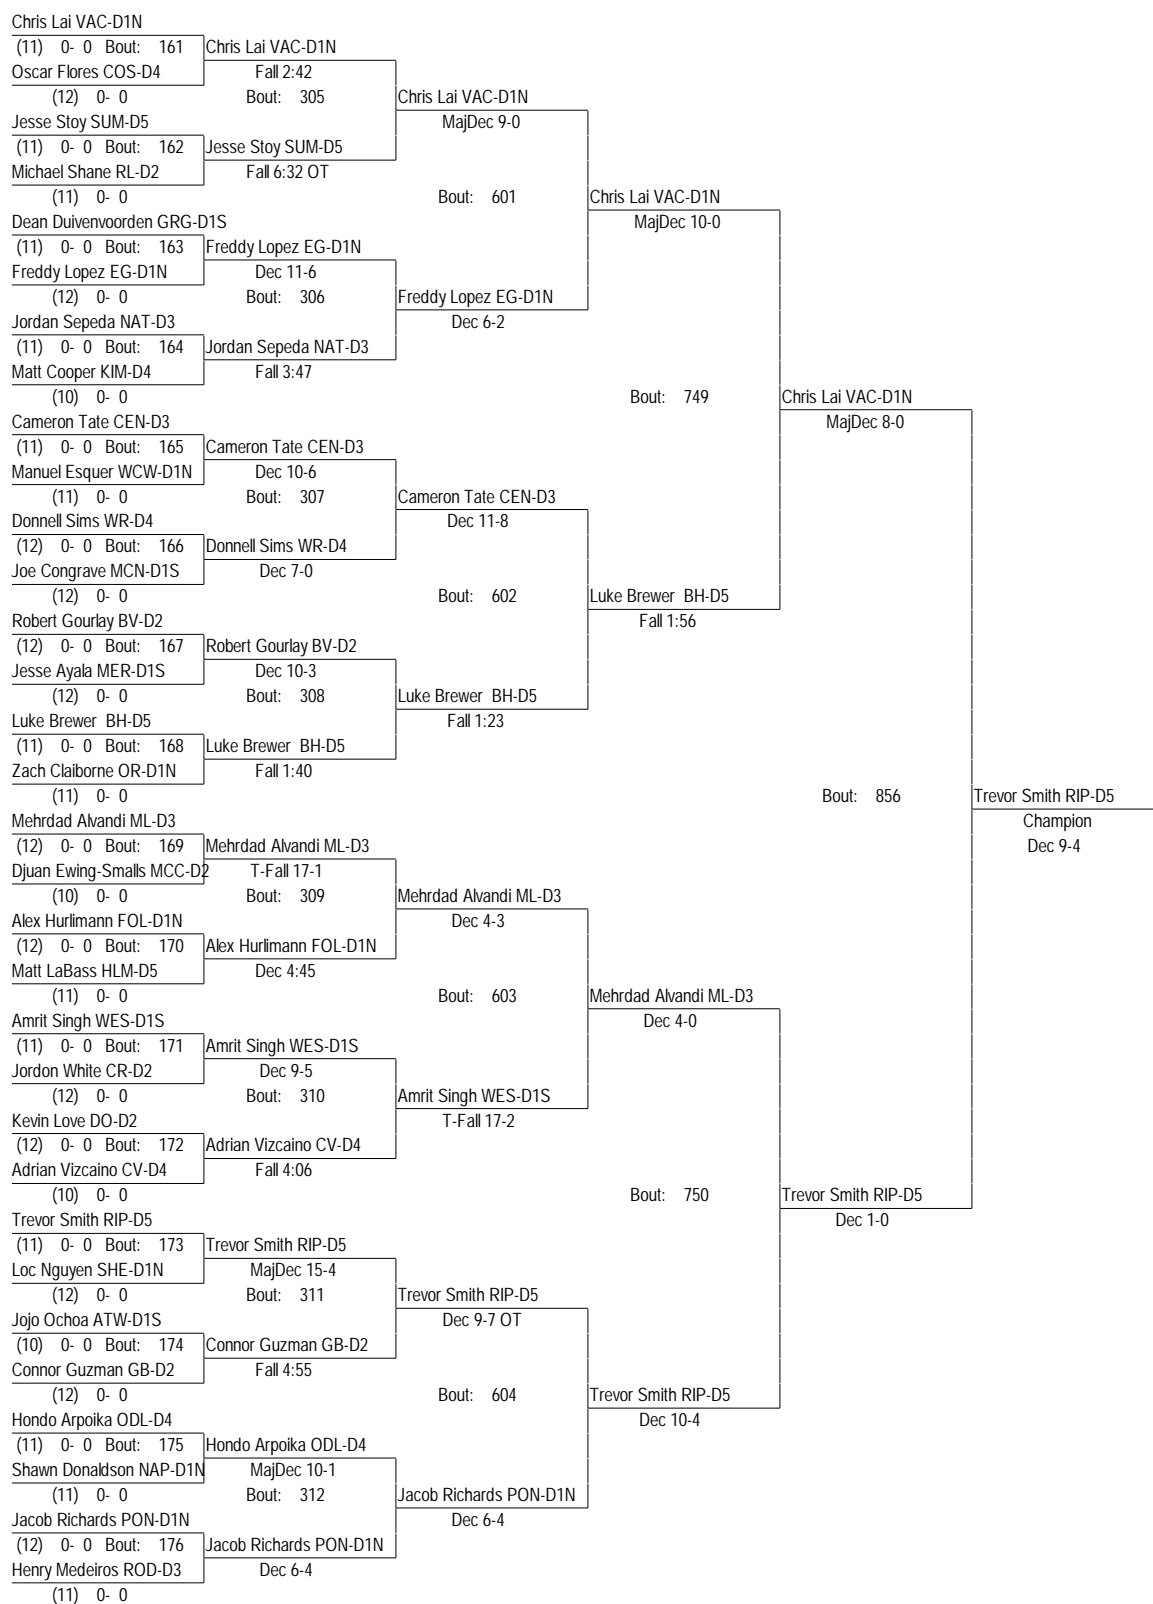 Chris Lai VAC-D1N
(11) 0- 0 Bout: 161 Chris Lai VAC-D1N
Oscar Flores COS-D4 Fall 2:42
(12) 0- 0 Bout: 305 Chris Lai VAC-D1N
Jesse Stoy SUM-D5 MajDec 9-0
(11) 0- 0 Bout: 162 Jesse Stoy SUM-D5
Michael Shane RL-D2 Fall 6:32 OT
(11) 0- 0 Bout: 601 Chris Lai VAC-D1N
Dean Duivenvoorden GRG-D1S MajDec 10-0
(11) 0- 0 Bout: 163 Freddy Lopez EG-D1N
Freddy Lopez EG-D1N Dec 11-6
(12) 0- 0 Bout: 306 Freddy Lopez EG-D1N
Jordan Sepeda NAT-D3 Dec 6-2
(11) 0- 0 Bout: 164 Jordan Sepeda NAT-D3
Matt Cooper KIM-D4 Fall 3:47
(10) 0- 0 Bout: 749 Chris Lai VAC-D1N
Cameron Tate CEN-D3 MajDec 8-0
(11) 0- 0 Bout: 165 Cameron Tate CEN-D3
Manuel Esquer WCW-D1N Dec 10-6
(11) 0- 0 Bout: 307 Cameron Tate CEN-D3
Donnell Sims WR-D4 Dec 11-8
(12) 0- 0 Bout: 166 Donnell Sims WR-D4
Joe Congrave MCN-D1S Dec 7-0
(12) 0- 0 Bout: 602 Luke Brewer BH-D5
Robert Gourlay BV-D2 Fall 1:56
(12) 0- 0 Bout: 167 Robert Gourlay BV-D2
Jesse Ayala MER-D1S Dec 10-3
(12) 0- 0 Bout: 308 Luke Brewer BH-D5
Luke Brewer BH-D5 Fall 1:23
(11) 0- 0 Bout: 168 Luke Brewer BH-D5
Zach Claiborne OR-D1N Fall 1:40
(11) 0- 0 Bout: 856 Trevor Smith RIP-D5
Mehrdad Alvandi ML-D3 Champion
(12) 0- 0 Bout: 169 Mehrdad Alvandi ML-D3 Dec 9-4
Djuan Ewing-Smalls MCC-D2 T-Fall 17-1
(10) 0- 0 Bout: 309 Mehrdad Alvandi ML-D3
Alex Hurlimann FOL-D1N Dec 4-3
(12) 0- 0 Bout: 170 Alex Hurlimann FOL-D1N
Matt LaBass HLM-D5 Dec 4:45
(11) 0- 0 Bout: 603 Mehrdad Alvandi ML-D3
Amrit Singh WES-D1S Dec 4-0
(11) 0- 0 Bout: 171 Amrit Singh WES-D1S
Jordon White CR-D2 Dec 9-5
(12) 0- 0 Bout: 310 Amrit Singh WES-D1S
Kevin Love DO-D2 T-Fall 17-2
(12) 0- 0 Bout: 172 Adrian Vizcaino CV-D4
Adrian Vizcaino CV-D4 Fall 4:06
(10) 0- 0 Bout: 750 Trevor Smith RIP-D5
Trevor Smith RIP-D5 Dec 1-0
(11) 0- 0 Bout: 173 Trevor Smith RIP-D5
Loc Nguyen SHE-D1N MajDec 15-4
(12) 0- 0 Bout: 311 Trevor Smith RIP-D5
Jojo Ochoa ATW-D1S Dec 9-7 OT
(10) 0- 0 Bout: 174 Connor Guzman GB-D2
Connor Guzman GB-D2 Fall 4:55
(12) 0- 0 Bout: 604 Trevor Smith RIP-D5
Hondo Arpoika ODL-D4 Dec 10-4
(11) 0- 0 Bout: 175 Hondo Arpoika ODL-D4
Shawn Donaldson NAP-D1N MajDec 10-1
(11) 0- 0 Bout: 312 Jacob Richards PON-D1N
Jacob Richards PON-D1N Dec 6-4
(12) 0- 0 Bout: 176 Jacob Richards PON-D1N
Henry Medeiros ROD-D3 Dec 6-4
(11) 0- 0